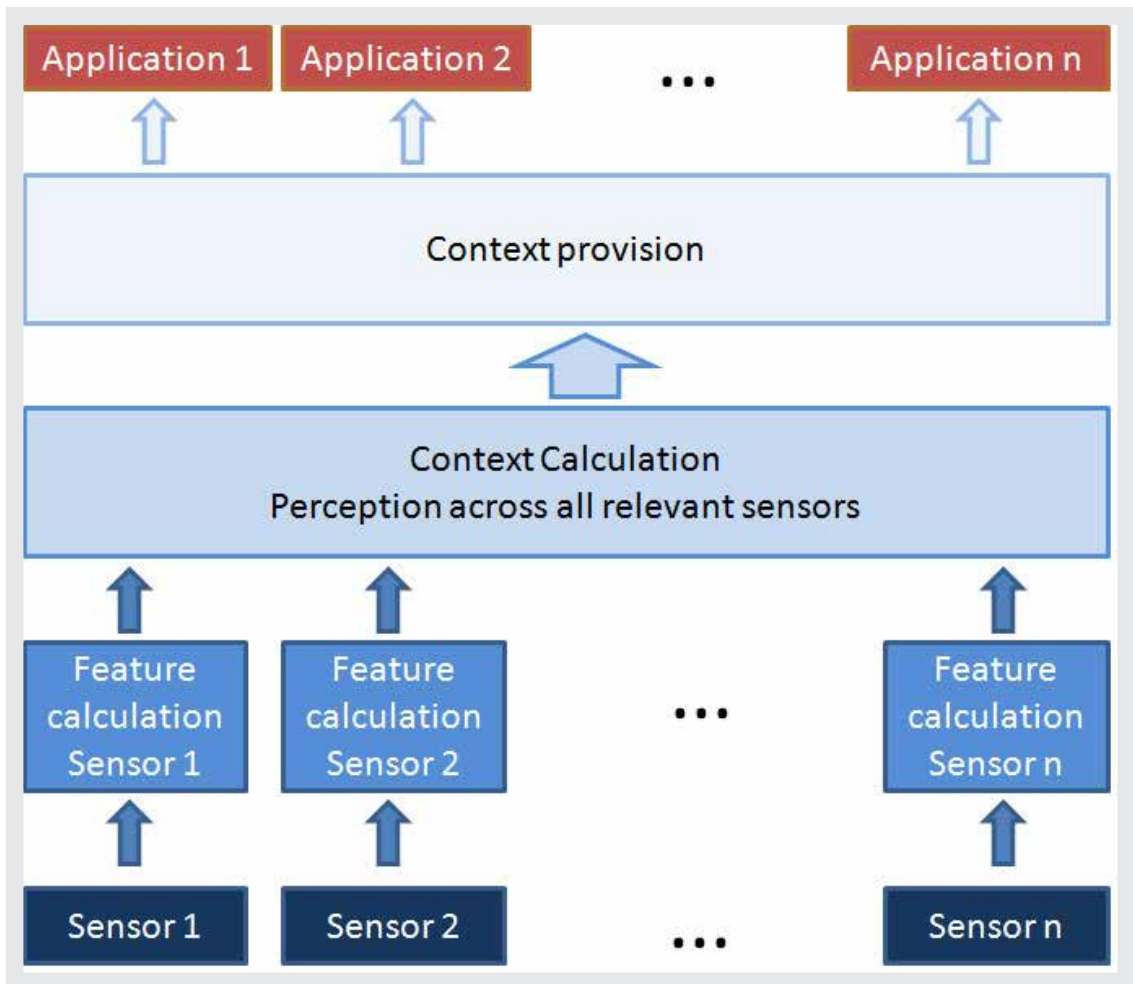 Application 1
Application 2
...
Application n
Context provision
Context Calculation
Perception across all relevant sensors
Feature
calculation
Sensor 1
Feature
calculation
Sensor 2
...
Feature
calculation
Sensor n
Sensor 1
Sensor 2
...
Sensor n